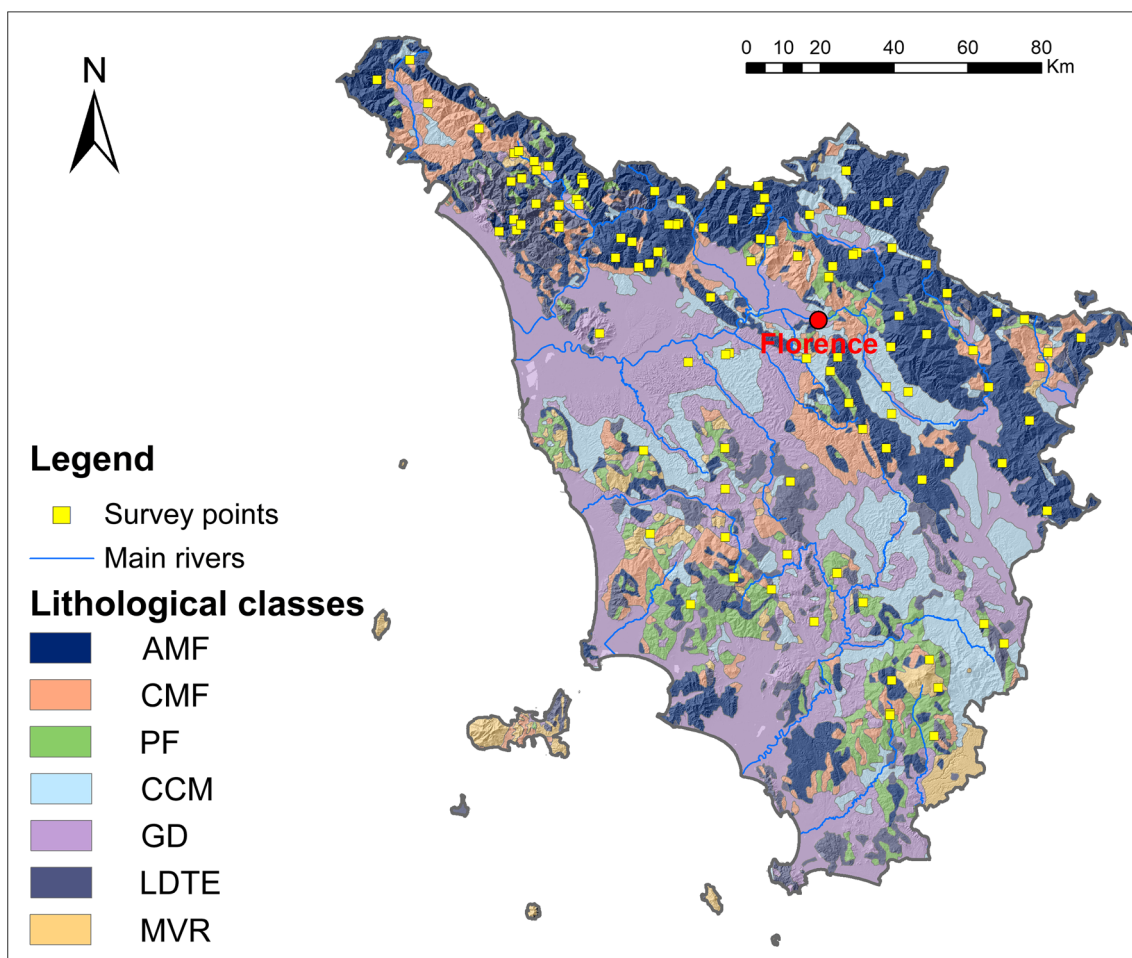 0 10 20 40 60 80
Km
N
Florence
Legend
Survey points
Main rivers
Lithological classes
AMF
CMF
PF
CCM
GD
LDTE
MVR